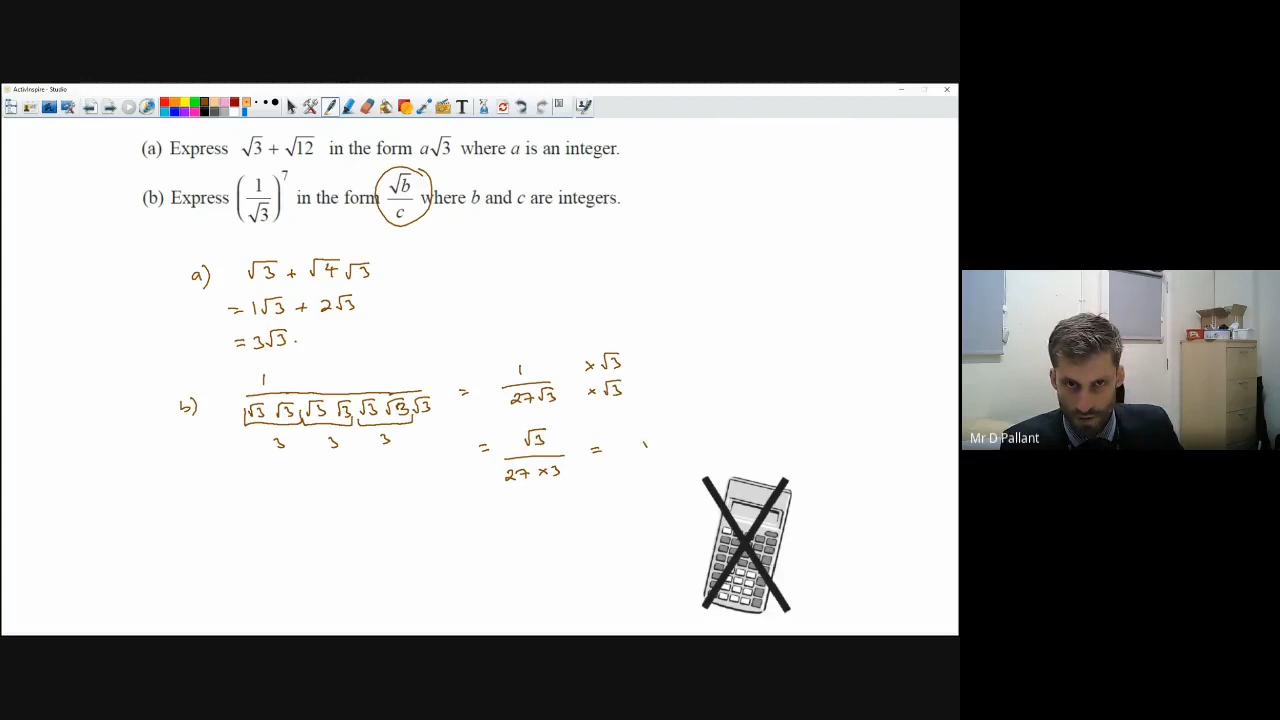 ActivInspire - Studio
(a) Express √3 + √12 in the form a√3 where a is an integer.
(b) Express (1/√3)^7 in the form √b/c where b and c are integers.
a) √3 + √4 √3
= 1√3 + 2√3
= 3√3.
b) 1/(√3 √3 √3 √3 √3 √3 √3) = 1/(27√3) ×√3 ×√3
3 3 3
= √3/(27 ×3) =
Mr D Pallant